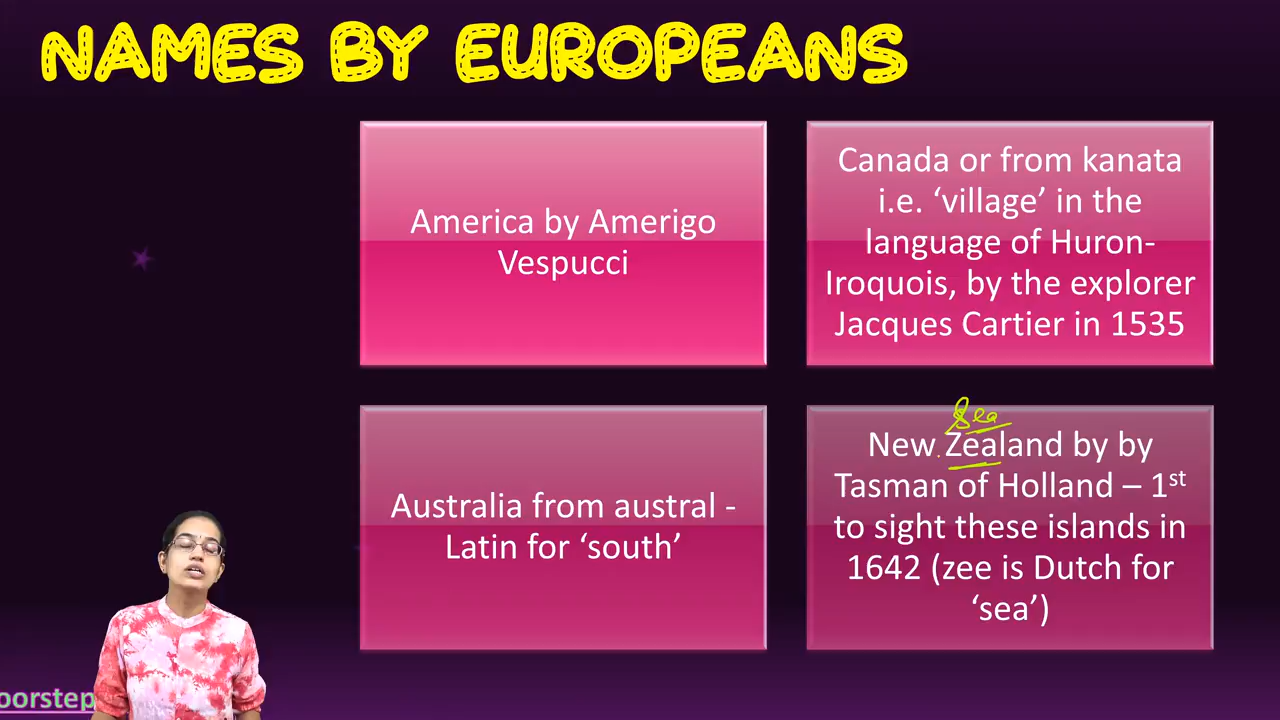 NAMES BY EUROPEANS
America by Amerigo
Vespucci
Canada or from kanata
i.e. ‘village’ in the
language of Huron-
Iroquois, by the explorer
Jacques Cartier in 1535
Australia from austral -
Latin for ‘south’
Sea
New Zealand by by
Tasman of Holland – 1st
to sight these islands in
1642 (zee is Dutch for
‘sea’)
oorstep